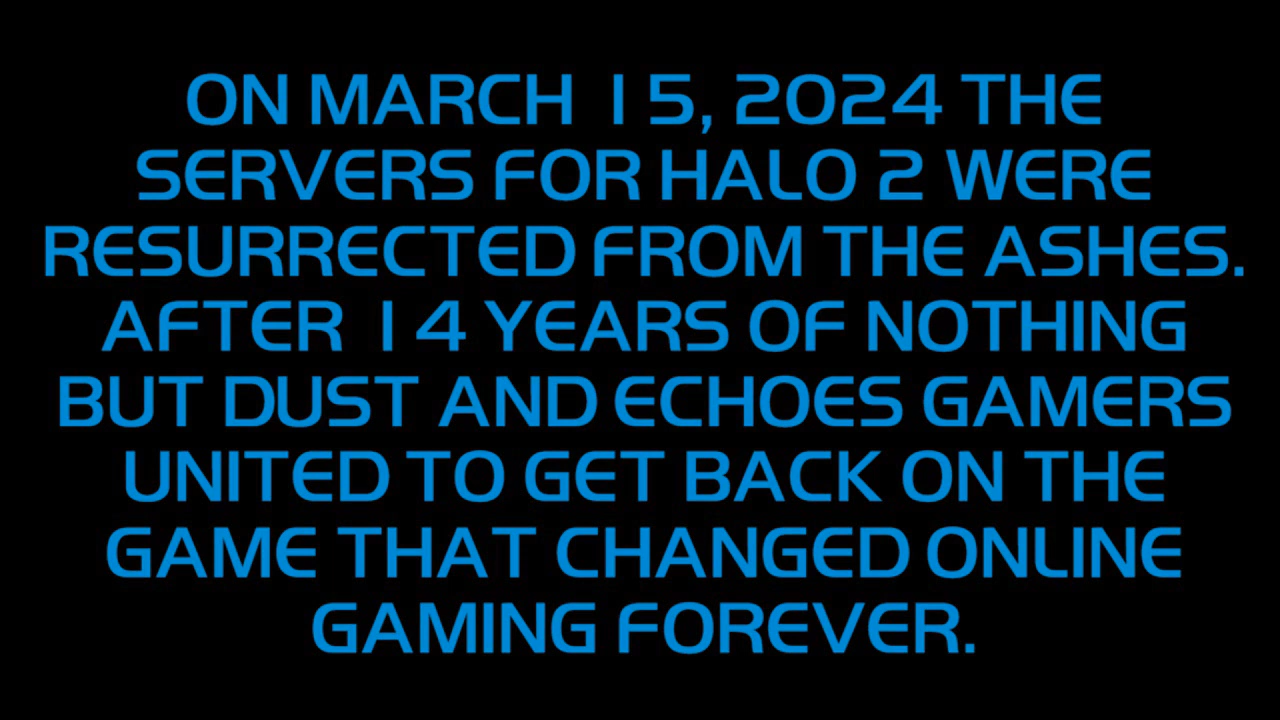 ON MARCH 15, 2024 THE
SERVERS FOR HALO 2 WERE
RESURRECTED FROM THE ASHES.
AFTER 14 YEARS OF NOTHING
BUT DUST AND ECHOES GAMERS
UNITED TO GET BACK ON THE
GAME THAT CHANGED ONLINE
GAMING FOREVER.